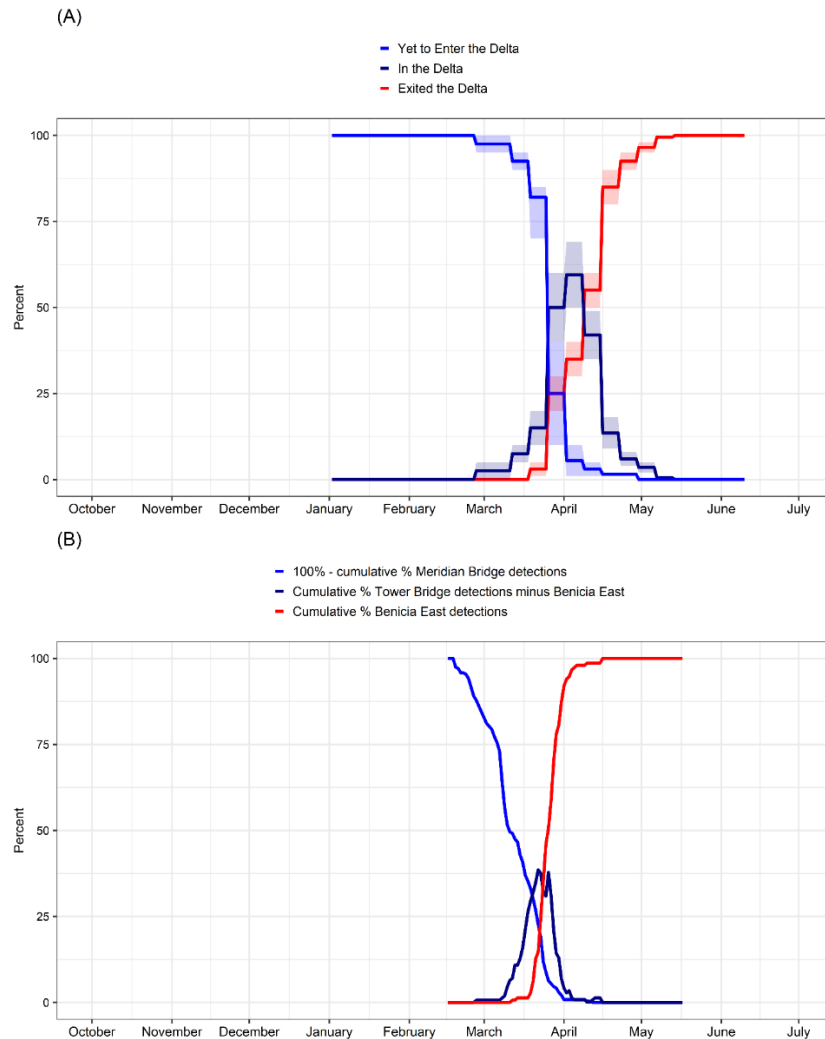 (A)
Yet to Enter the Delta
In the Delta
Exited the Delta
100
75
50
25
0
Percent
October November December January February March April May June July
(B)
100% - cumulative % Meridian Bridge detections
Cumulative % Tower Bridge detections minus Benicia East
Cumulative % Benicia East detections
100
75
50
25
0
Percent
October November December January February March April May June July